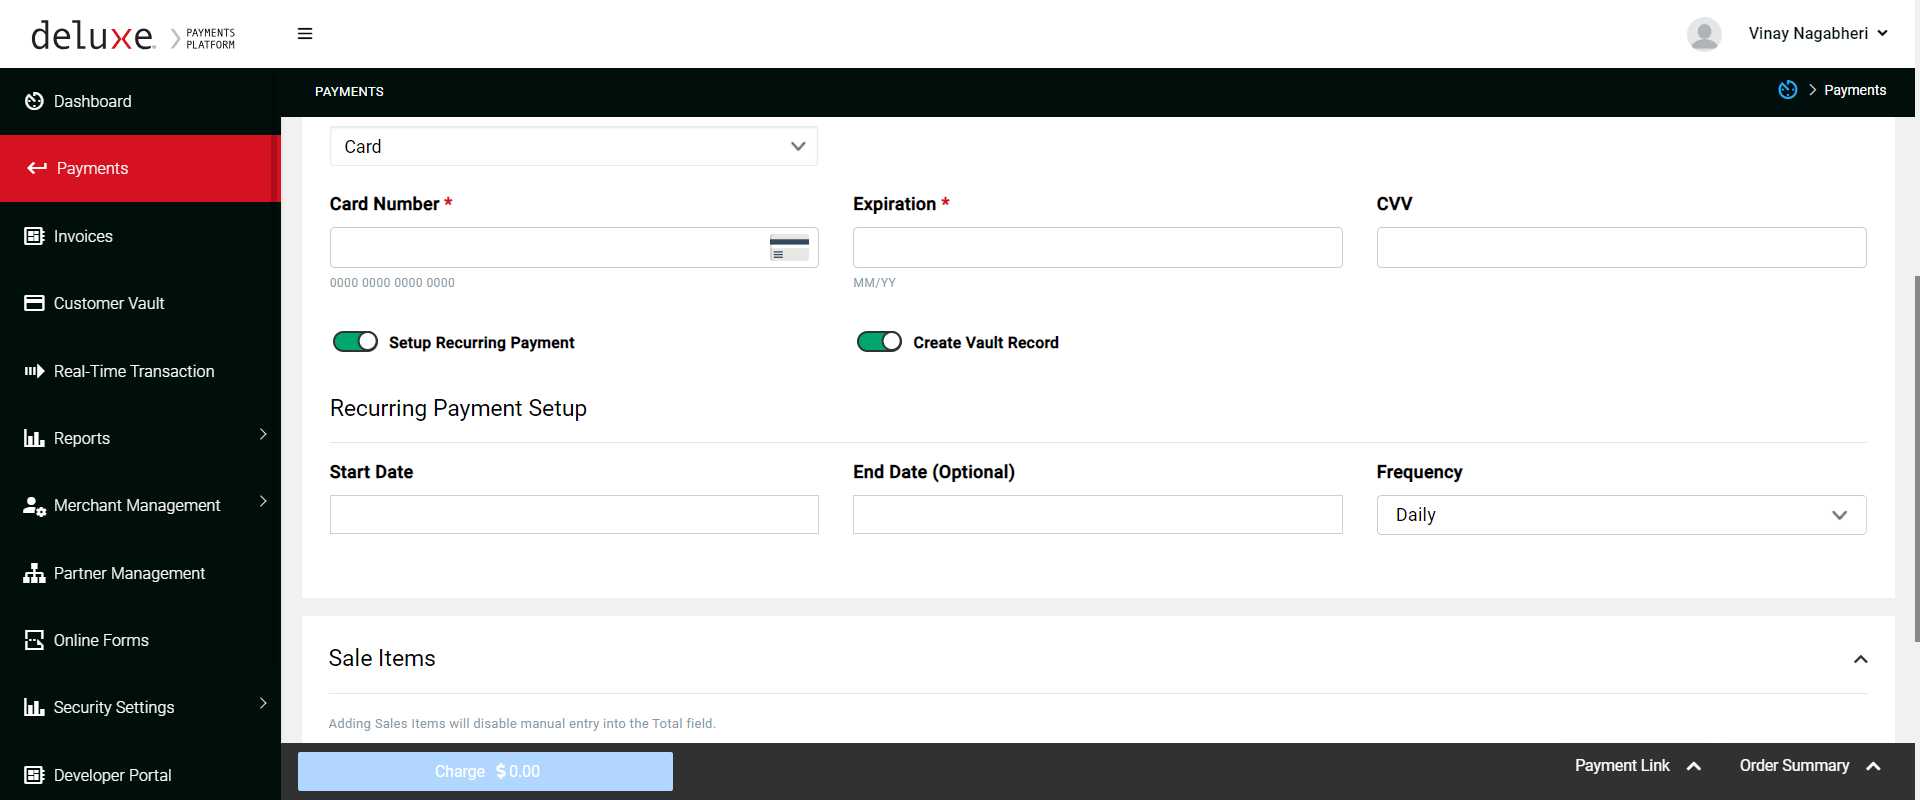 deluxe. PAYMENTS PLATFORM
Vinay Nagabheri
Dashboard
Payments
Invoices
Customer Vault
Real-Time Transaction
Reports
Merchant Management
Partner Management
Online Forms
Security Settings
Developer Portal
PAYMENTS
Payments
Card
Card Number *
Expiration *
CVV
0000 0000 0000 0000
MM/YY
Setup Recurring Payment
Create Vault Record
Recurring Payment Setup
Start Date
End Date (Optional)
Frequency
Daily
Sale Items
Adding Sales Items will disable manual entry into the Total field.
Charge $ 0.00
Payment Link
Order Summary